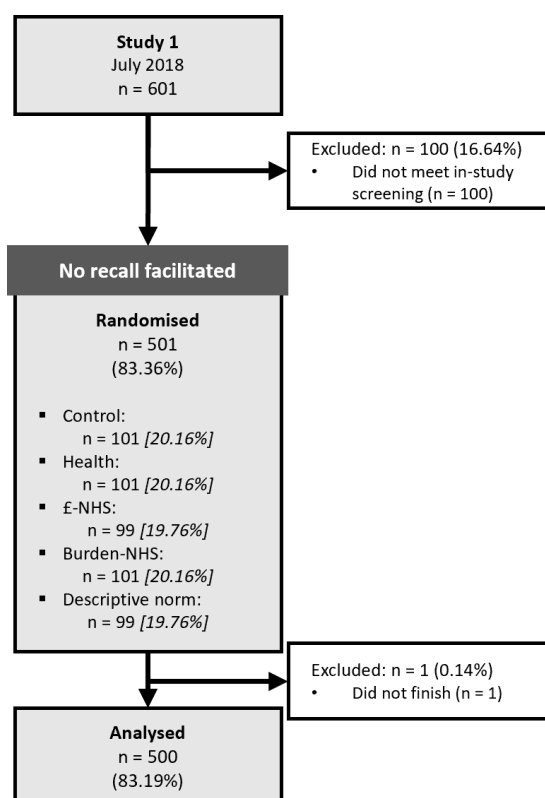 Study 1
July 2018
n = 601
Excluded: n = 100 (16.64%)
• Did not meet in-study
screening (n = 100)
No recall facilitated
Randomised
n = 501
(83.36%)
▪ Control:
n = 101 [20.16%]
▪ Health:
n = 101 [20.16%]
▪ £-NHS:
n = 99 [19.76%]
▪ Burden-NHS:
n = 101 [20.16%]
▪ Descriptive norm:
n = 99 [19.76%]
Excluded: n = 1 (0.14%)
• Did not finish (n = 1)
Analysed
n = 500
(83.19%)